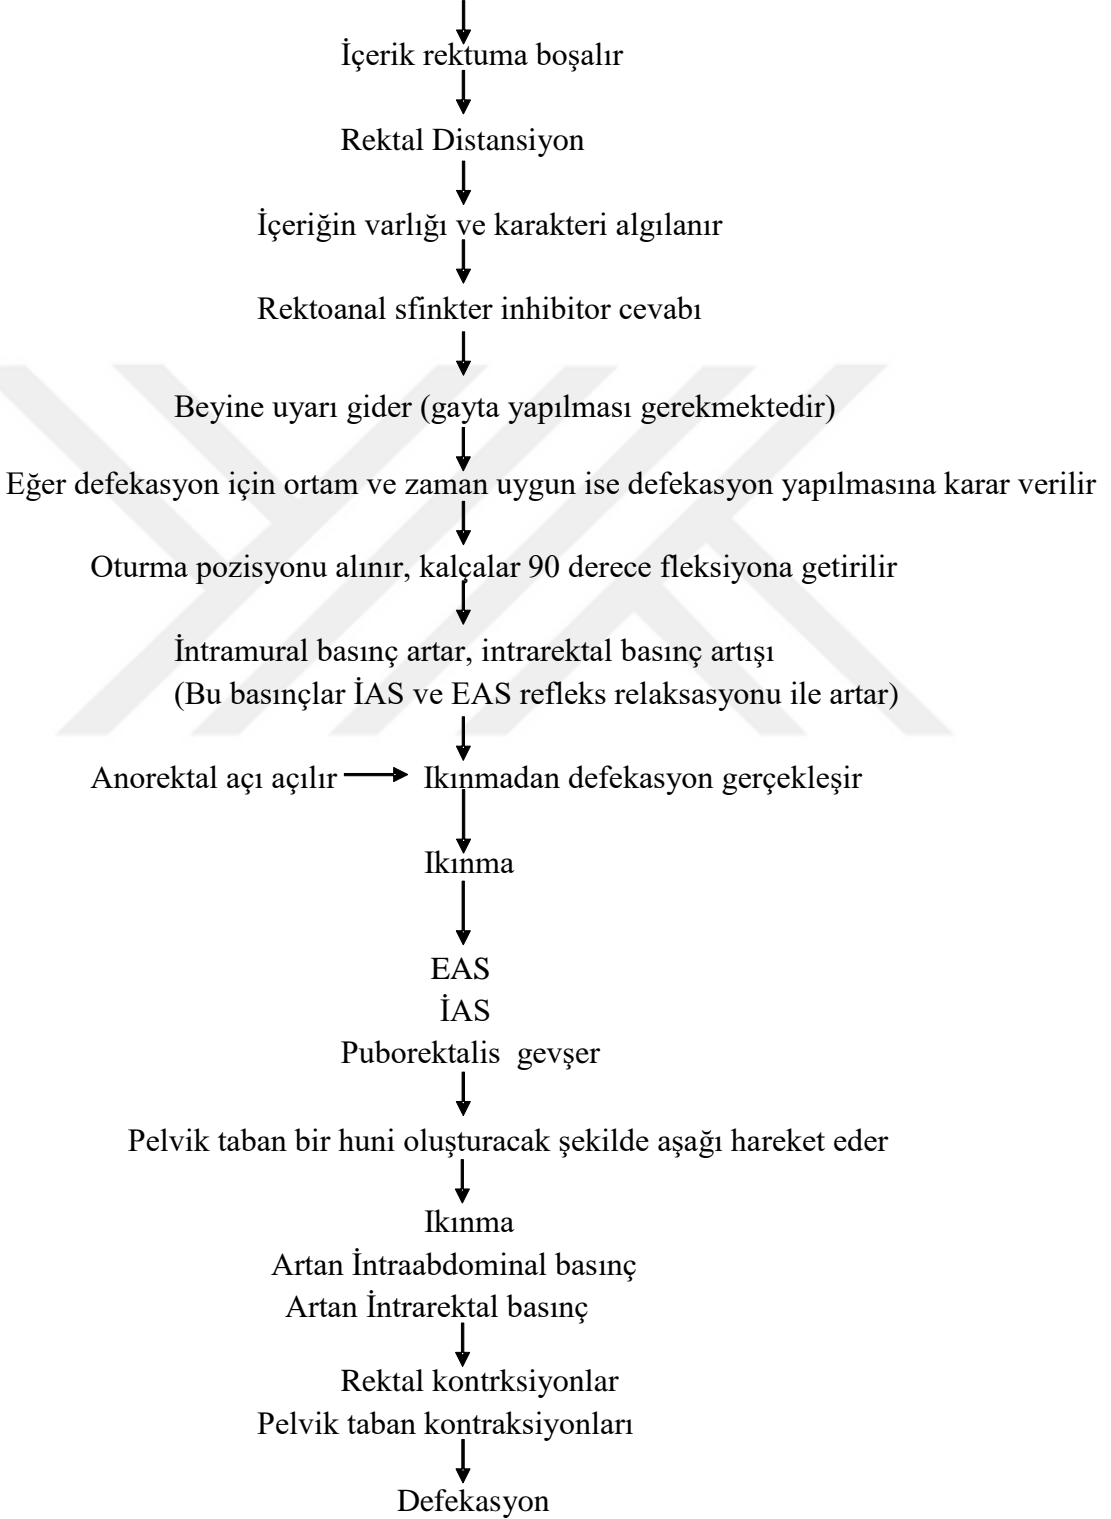 İçerik rektuma boşalır
Rektal Distansiyon
İçeriğin varlığı ve karakteri algılanır
Rektoanal sfinkter inhibitor cevabı
Beyine uyarı gider (gayta yapılması gerekmektedir)
Eğer defekasyon için ortam ve zaman uygun ise defekasyon yapılmasına karar verilir
Oturma pozisyonu alınır, kalçalar 90 derece fleksiyona getirilir
İntramural basınç artar, intrarektal basınç artışı
(Bu basınçlar İAS ve EAS refleks relaksasyonu ile artar)
Anorektal açı açılır Ikınmadan defekasyon gerçekleşir
Ikınma
EAS
İAS
Puborektalis gevşer
Pelvik taban bir huni oluşturacak şekilde aşağı hareket eder
Ikınma
Artan İntraabdominal basınç
Artan İntrarektal basınç
Rektal kontrksiyonlar
Pelvik taban kontraksiyonları
Defekasyon